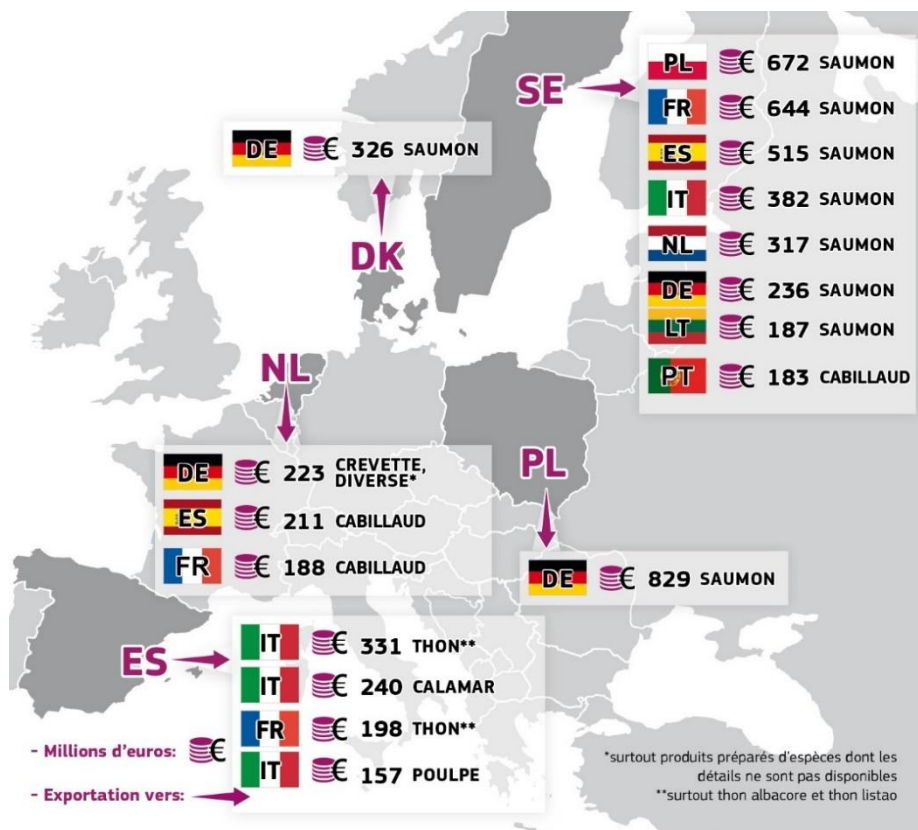 SE
PL € 672 SAUMON
FR € 644 SAUMON
ES € 515 SAUMON
IT € 382 SAUMON
NL € 317 SAUMON
DE € 236 SAUMON
LT € 187 SAUMON
PT € 183 CABILLAUD
DE € 326 SAUMON
DK
NL
DE € 223 CREVETTE,
DIVERSE*
ES € 211 CABILLAUD
FR € 188 CABILLAUD
PL
DE € 829 SAUMON
ES
IT € 331 THON**
IT € 240 CALAMAR
FR € 198 THON**
IT € 157 POULPE
- Millions d'euros: €
- Exportation vers:
*surtout produits préparés d'espèces dont les
détails ne sont pas disponibles
**surtout thon albacore et thon listao